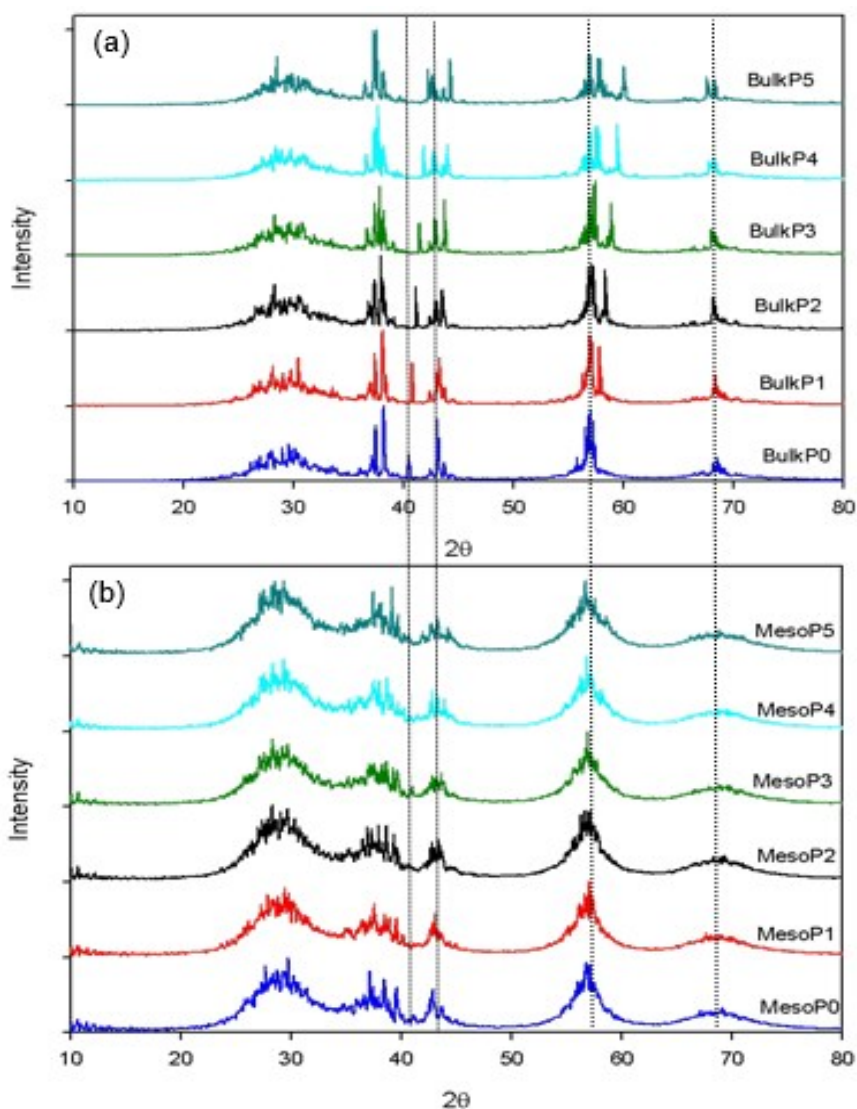 (a)
BulkP5
BulkP4
BulkP3
BulkP2
BulkP1
BulkP0
Intensity
10 20 30 40 50 60 70 80
2θ
(b)
MesoP5
MesoP4
MesoP3
MesoP2
MesoP1
MesoP0
Intensity
10 20 30 40 50 60 70 80
2θ